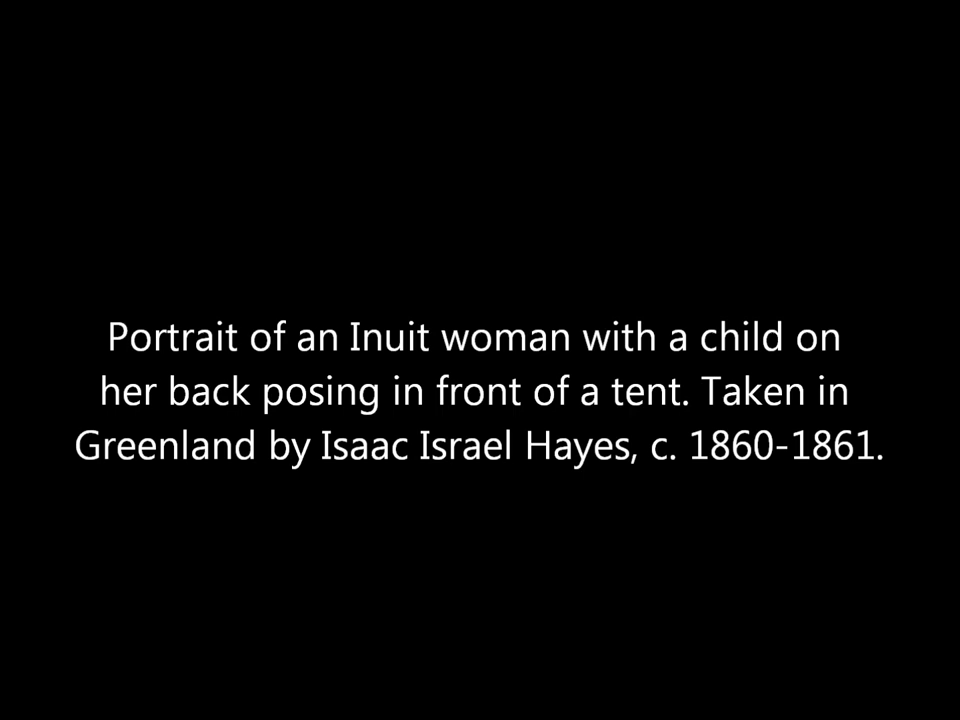 Portrait of an Inuit woman with a child on
her back posing in front of a tent. Taken in
Greenland by Isaac Israel Hayes, c. 1860-1861.